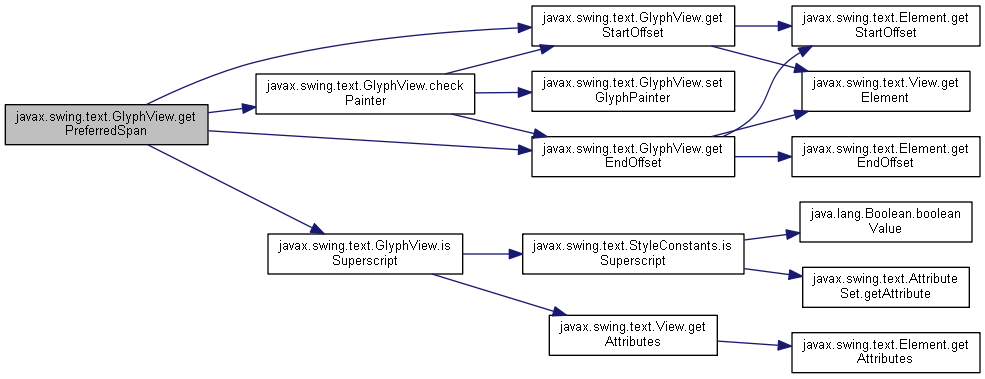 javax.swing.text.GlyphView.get
PreferredSpan
javax.swing.text.GlyphView.check
Painter
javax.swing.text.GlyphView.is
Superscript
javax.swing.text.GlyphView.get
StartOffset
javax.swing.text.GlyphView.set
GlyphPainter
javax.swing.text.GlyphView.get
EndOffset
javax.swing.text.StyleConstants.is
Superscript
javax.swing.text.View.get
Attributes
javax.swing.text.Element.get
StartOffset
javax.swing.text.View.get
Element
javax.swing.text.Element.get
EndOffset
java.lang.Boolean.boolean
Value
javax.swing.text.Attribute
Set.getAttribute
javax.swing.text.Element.get
Attributes